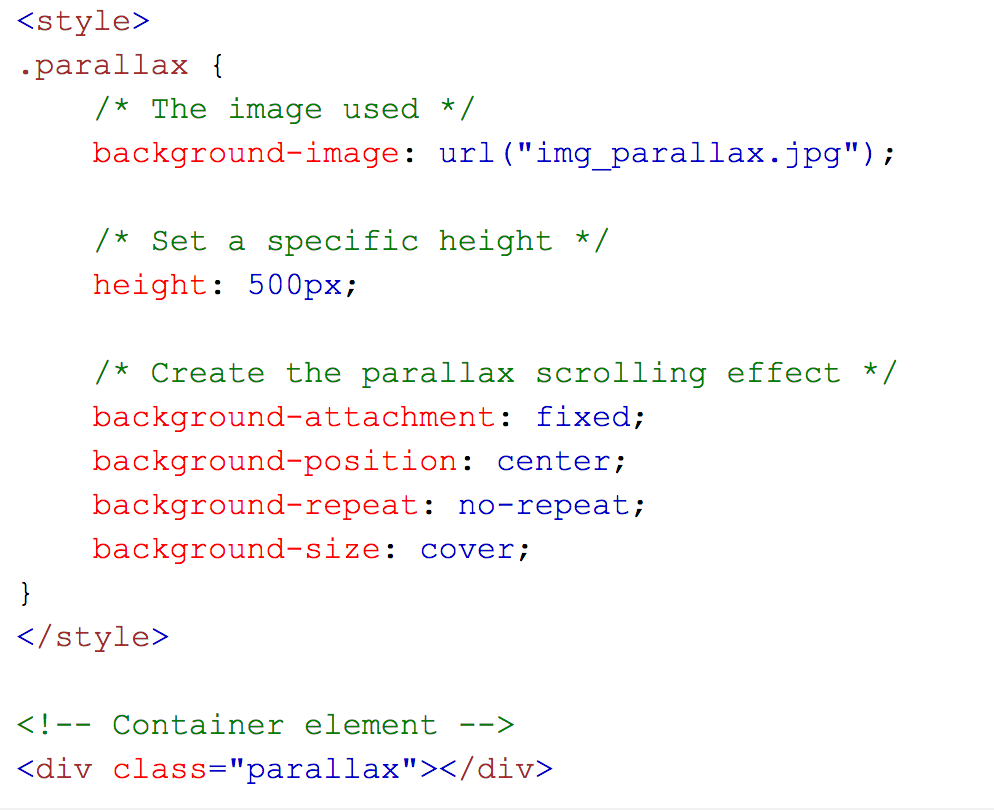 <style>
.parallax {
    /* The image used */
    background-image: url("img_parallax.jpg");

    /* Set a specific height */
    height: 500px;

    /* Create the parallax scrolling effect */
    background-attachment: fixed;
    background-position: center;
    background-repeat: no-repeat;
    background-size: cover;
}
</style>

<!-- Container element -->
<div class="parallax"></div>